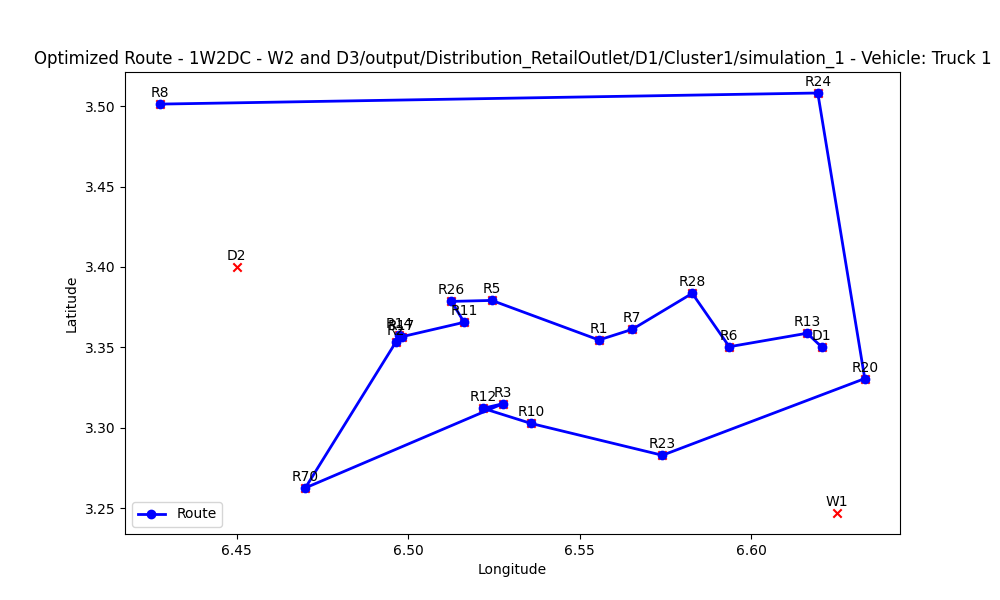 Optimized Route - 1W2DC - W2 and D3/output/Distribution_RetailOutlet/D1/Cluster1/simulation_1 - Vehicle: Truck 1
R8
R24
3.50
3.45
D2
3.40
R26
R5
R28
R11
R14
R17
R1
R7
R6
R13
D1
3.35
R20
R12
R3
R10
3.30
R23
R70
3.25
W1
Route
6.45
6.50
6.55
6.60
Latitude
Longitude